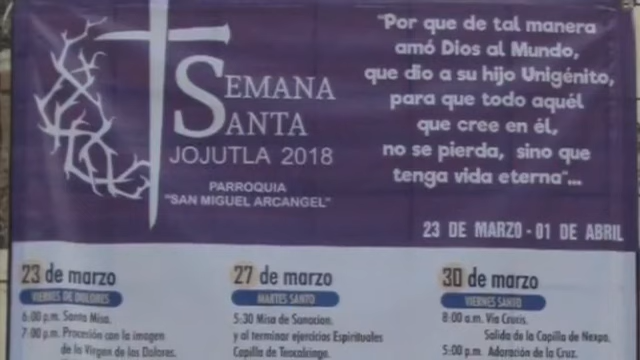 SEMANA
SANTA
JOJUTLA 2018
PARROQUIA
"SAN MIGUEL ARCANGEL"
"Por que de tal manera
amó Dios al Mundo,
que dio a su hijo Unigénito,
para que todo aquél
que cree en él,
no se pierda, sino que
tenga vida eterna"...
23 DE MARZO - 01 DE ABRIL
23 de marzo
VIERNES DE DOLORES
6:00 p.m. Santa Misa.
7:00 p.m. Procesión con la imagen
de la Virgen de los Dolores.
27 de marzo
MARTES SANTO
5:30 Misa de Sanacion.
y al terminar ejercicios Espirituales
Capilla de Teocalcingo.
30 de marzo
VIERNES SANTO
8:00 a.m. Vía Crucis.
Salida de la Capilla de Nexpa.
5:00 p.m. Adoración de la Cruz.